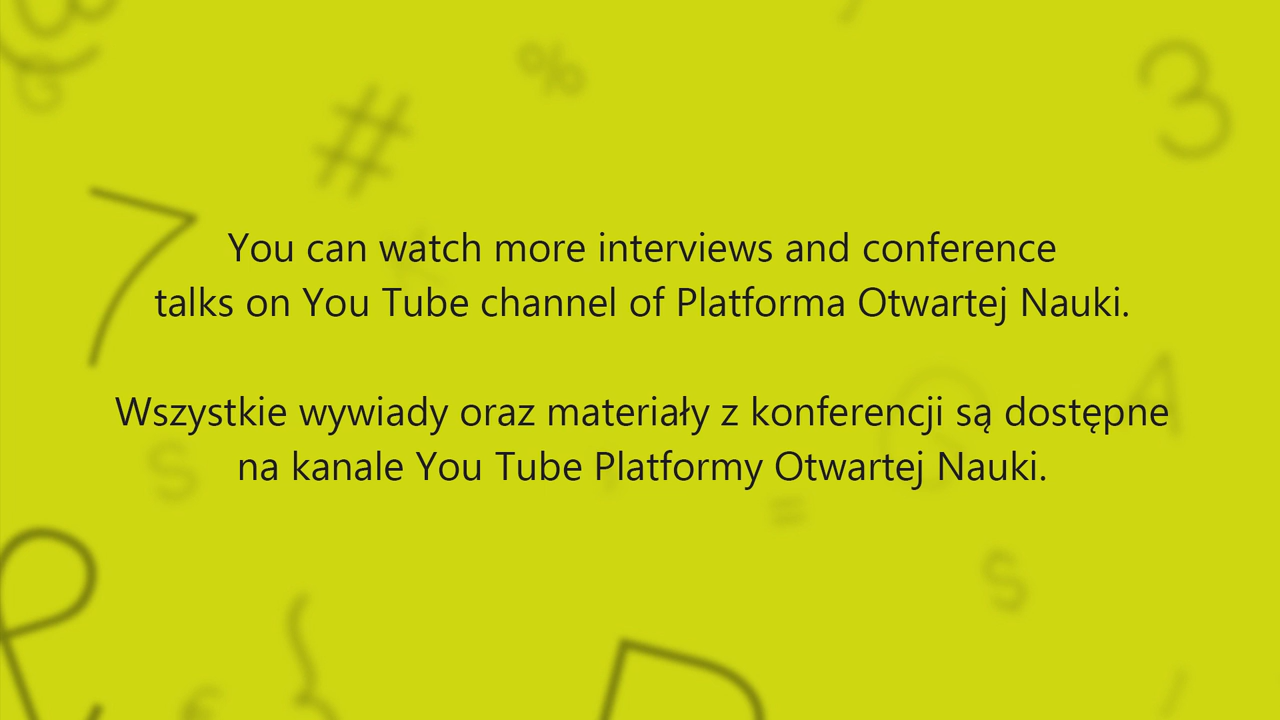 You can watch more interviews and conference
talks on You Tube channel of Platforma Otwartej Nauki.
Wszystkie wywiady oraz materiały z konferencji są dostępne
na kanale You Tube Platformy Otwartej Nauki.